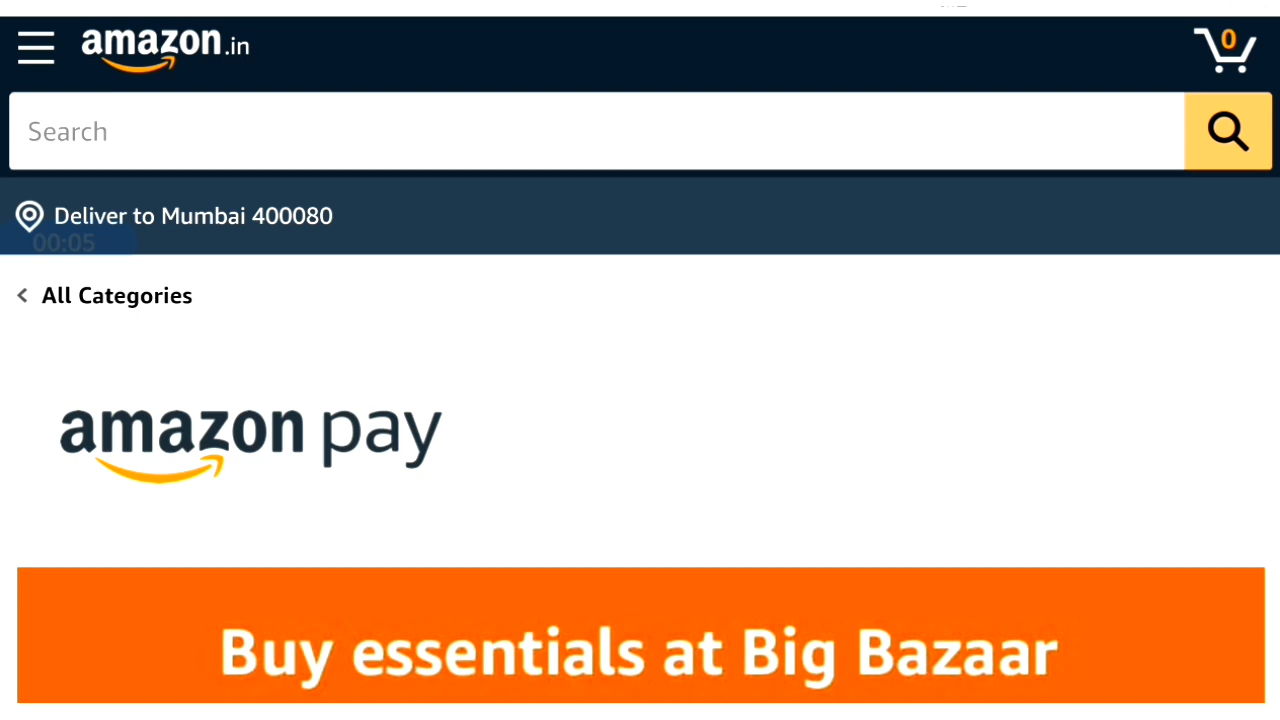 amazon.in
0
Search
Deliver to Mumbai 400080
00:05
All Categories
amazon pay
Buy essentials at Big Bazaar